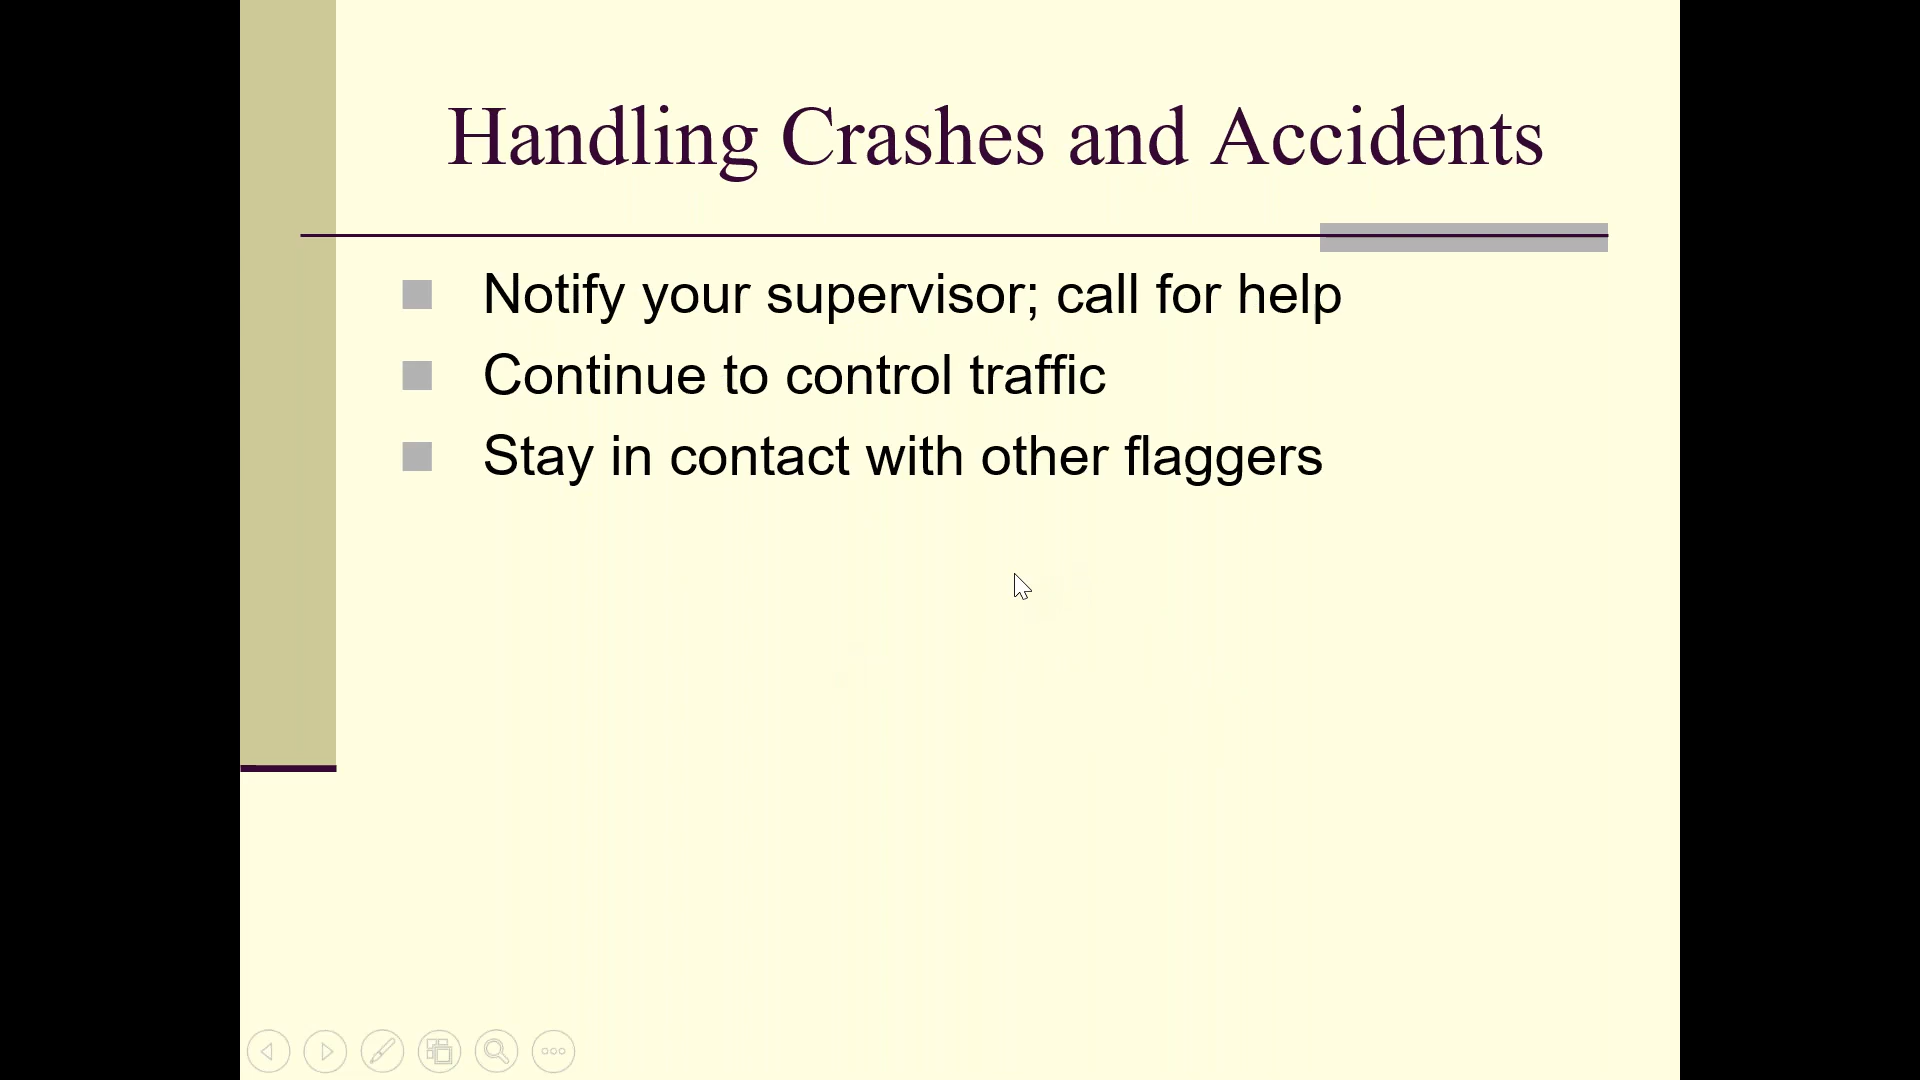 Handling Crashes and Accidents
Notify your supervisor; call for help
Continue to control traffic
Stay in contact with other flaggers